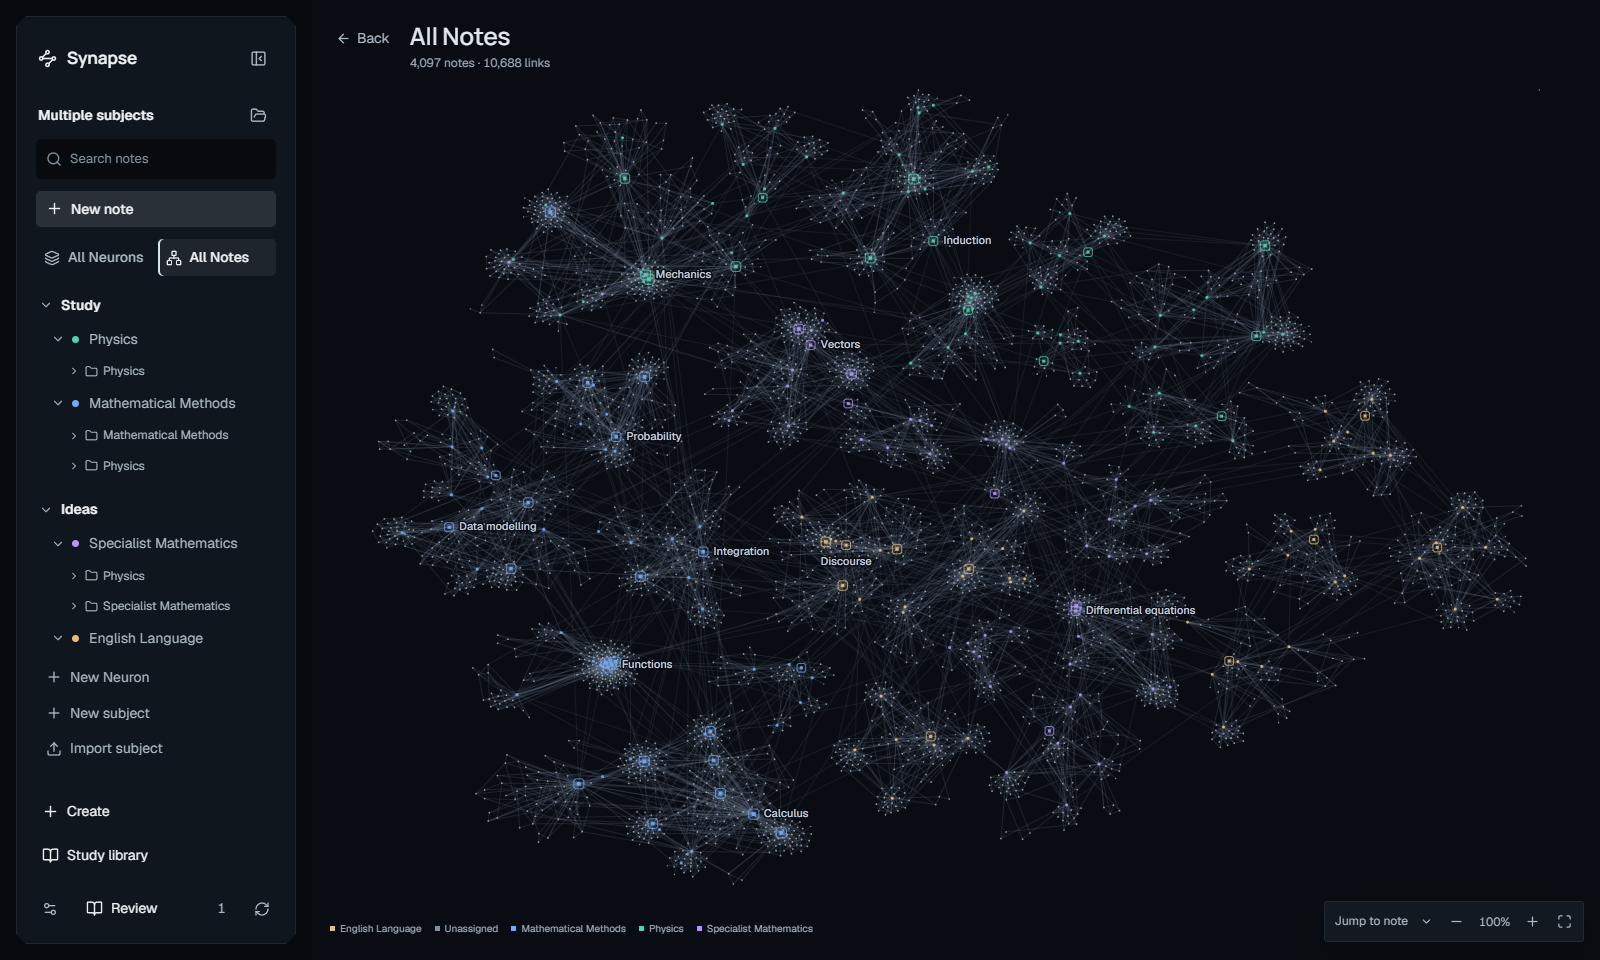 Synapse
Multiple subjects
Search notes
New note
All Neurons
All Notes
Study
Physics
Physics
Mathematical Methods
Mathematical Methods
Physics
Ideas
Specialist Mathematics
Physics
Specialist Mathematics
English Language
New Neuron
New subject
Import subject
Create
Study library
Review 1
Back
All Notes
4,097 notes · 10,688 links
Induction
Mechanics
Vectors
Probability
Data modelling
Integration
Discourse
Differential equations
Functions
Calculus
English Language Unassigned Mathematical Methods Physics Specialist Mathematics
Jump to note 100%